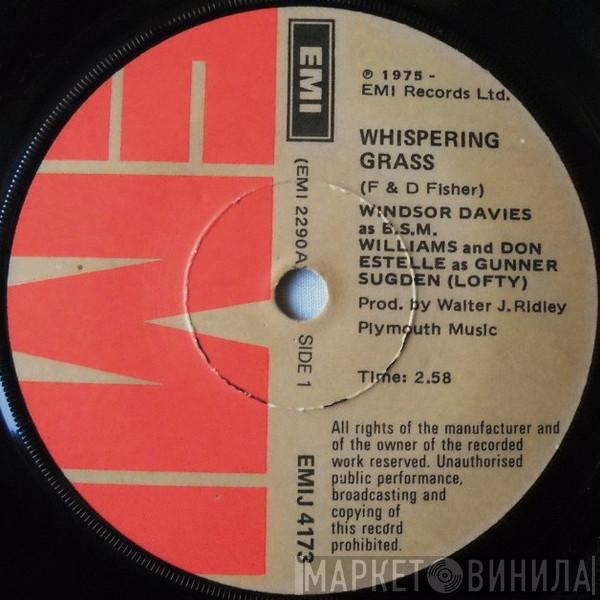 EMI
EMI
℗ 1975 -
EMI Records Ltd.
WHISPERING
GRASS
(F & D Fisher)
WINDSOR DAVIES
as B.S.M.
WILLIAMS and DON
ESTELLE as GUNNER
SUGDEN (LOFTY)
Prod. by Walter J. Ridley
Plymouth Music
Time: 2.58
(EMI 2290A)
SIDE 1
EMIJ 4173
All rights of the manufacturer and
of the owner of the recorded
work reserved. Unauthorised
public performance,
broadcasting and
copying of
this record
prohibited.
МАРКЕТ ВИНИЛА